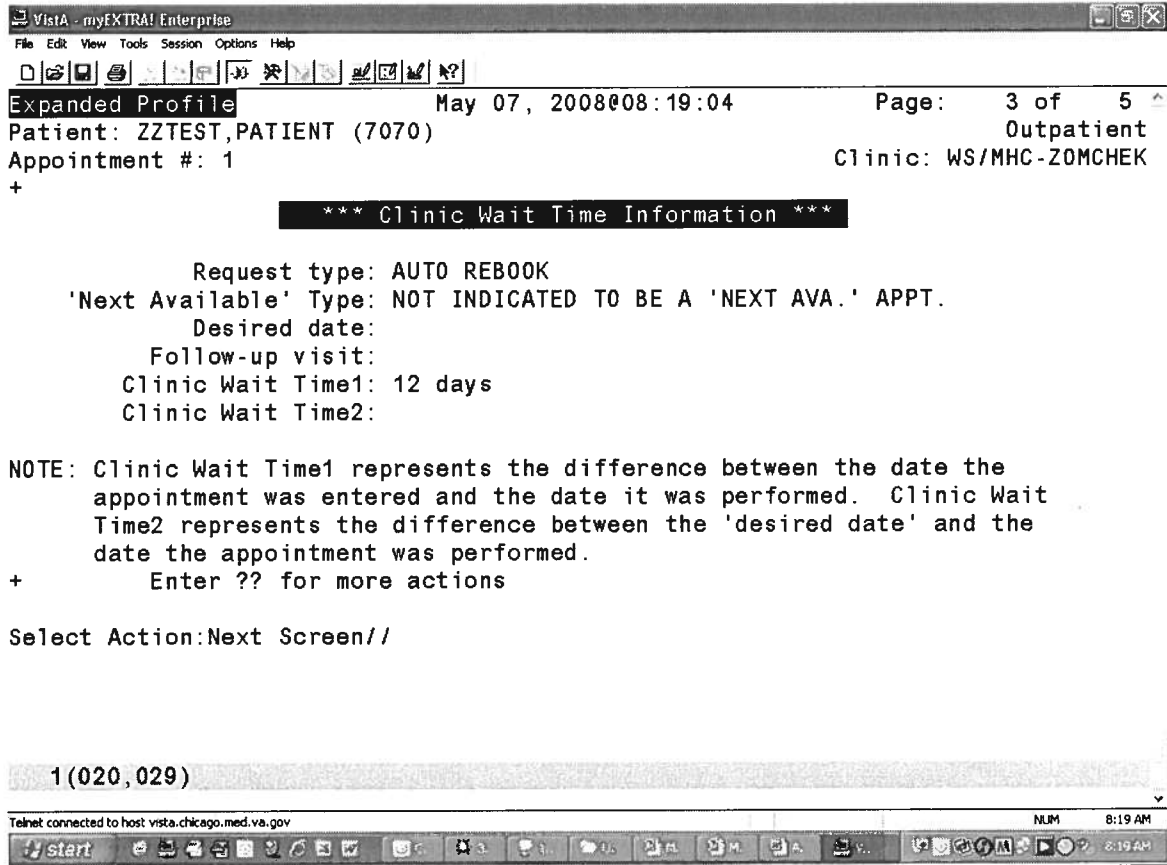 VistA - myEXTRA! Enterprise
File Edit View Tools Session Options Help
Expanded Profile May 07, 2008@08:19:04 Page: 3 of 5
Patient: ZZTEST,PATIENT (7070) Outpatient
Appointment #: 1 Clinic: WS/MHC-ZOMCHEK
+
*** Clinic Wait Time Information ***
Request type: AUTO REBOOK
'Next Available' Type: NOT INDICATED TO BE A 'NEXT AVA.' APPT.
Desired date:
Follow-up visit:
Clinic Wait Time1: 12 days
Clinic Wait Time2:
NOTE: Clinic Wait Time1 represents the difference between the date the
appointment was entered and the date it was performed. Clinic Wait
Time2 represents the difference between the 'desired date' and the
date the appointment was performed.
+ Enter ?? for more actions
Select Action:Next Screen//
1(020,029)
Telnet connected to host vista.chicago.med.va.gov NUM 8:19 AM
start 8:19 AM